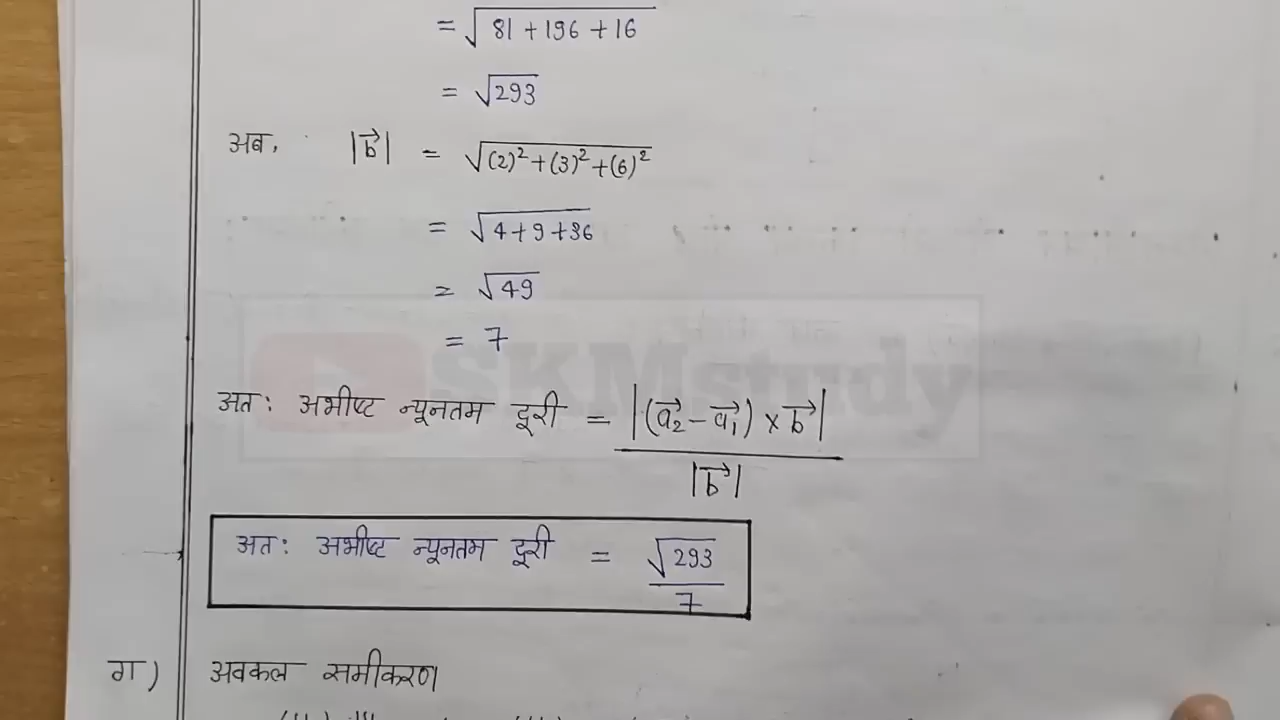 = √81 + 196 + 16
= √293
अब, |b⃗| = √(2)² + (3)² + (6)²
= √4 + 9 + 36
= √49
= 7
SKMstudy
अतः अभीष्ट न्यूनतम दूरी = |(a⃗₂ − a⃗₁) × b⃗| / |b⃗|
अतः अभीष्ट न्यूनतम दूरी = √293 / 7
ग) अवकल समीकरण